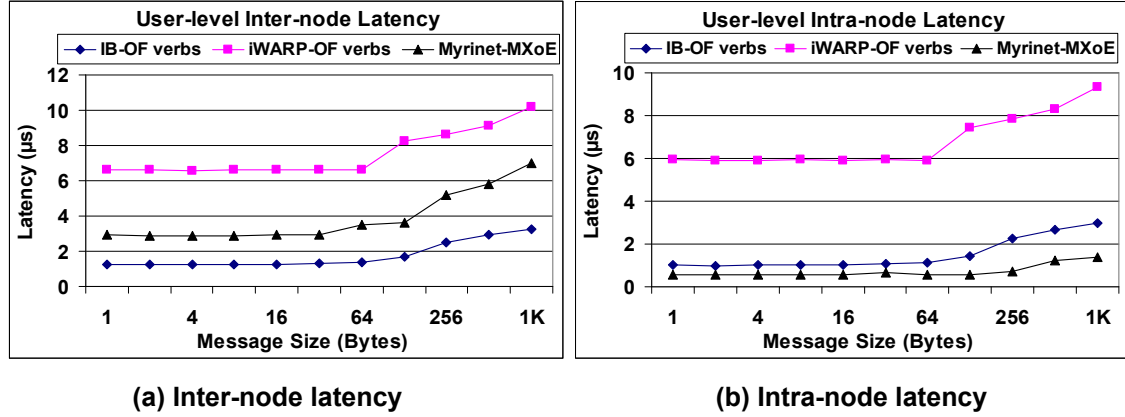 User-level Inter-node Latency
IB-OF verbs iWARP-OF verbs Myrinet-MXoE
12
10
8
6
4
2
0
Latency (µs)
1 4 16 64 256 1K
Message Size (Bytes)
(a) Inter-node latency
User-level Intra-node Latency
IB-OF verbs iWARP-OF verbs Myrinet-MXoE
10
8
6
4
2
0
Latency (µs)
1 4 16 64 256 1K
Message Size (Bytes)
(b) Intra-node latency